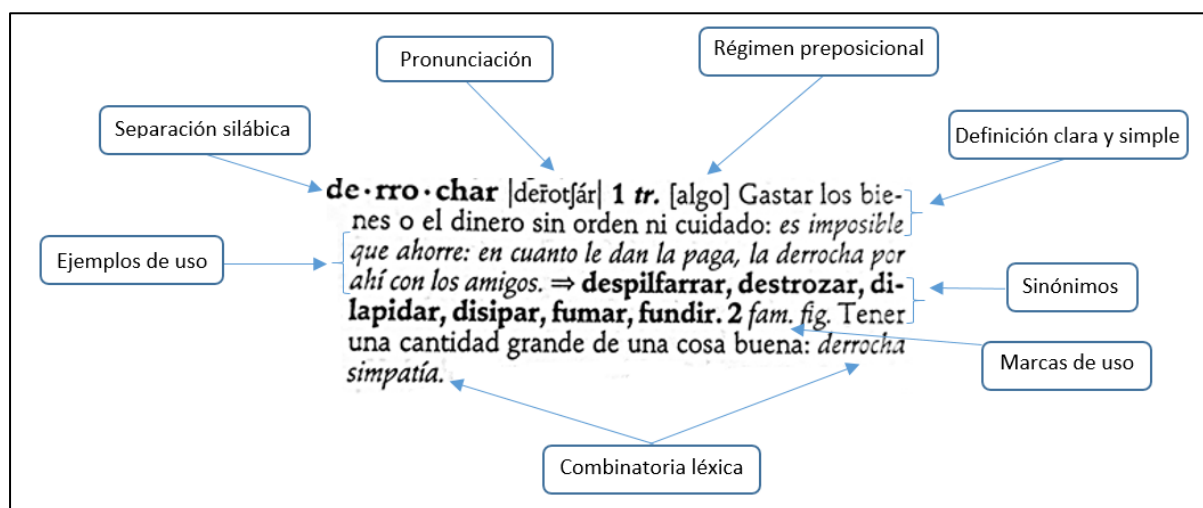 Régimen preposicional
Pronunciación
Separación silábica
Definición clara y simple
de·rro·char |der̄otʃár| 1 tr. [algo] Gastar los bie-
nes o el dinero sin orden ni cuidado: es imposible
que ahorre: en cuanto le dan la paga, la derrocha por
ahí con los amigos. ⇒ despilfarrar, destrozar, di-
lapidar, disipar, fumar, fundir. 2 fam. fig. Tener
una cantidad grande de una cosa buena: derrocha
simpatía.
Ejemplos de uso
Sinónimos
Marcas de uso
Combinatoria léxica